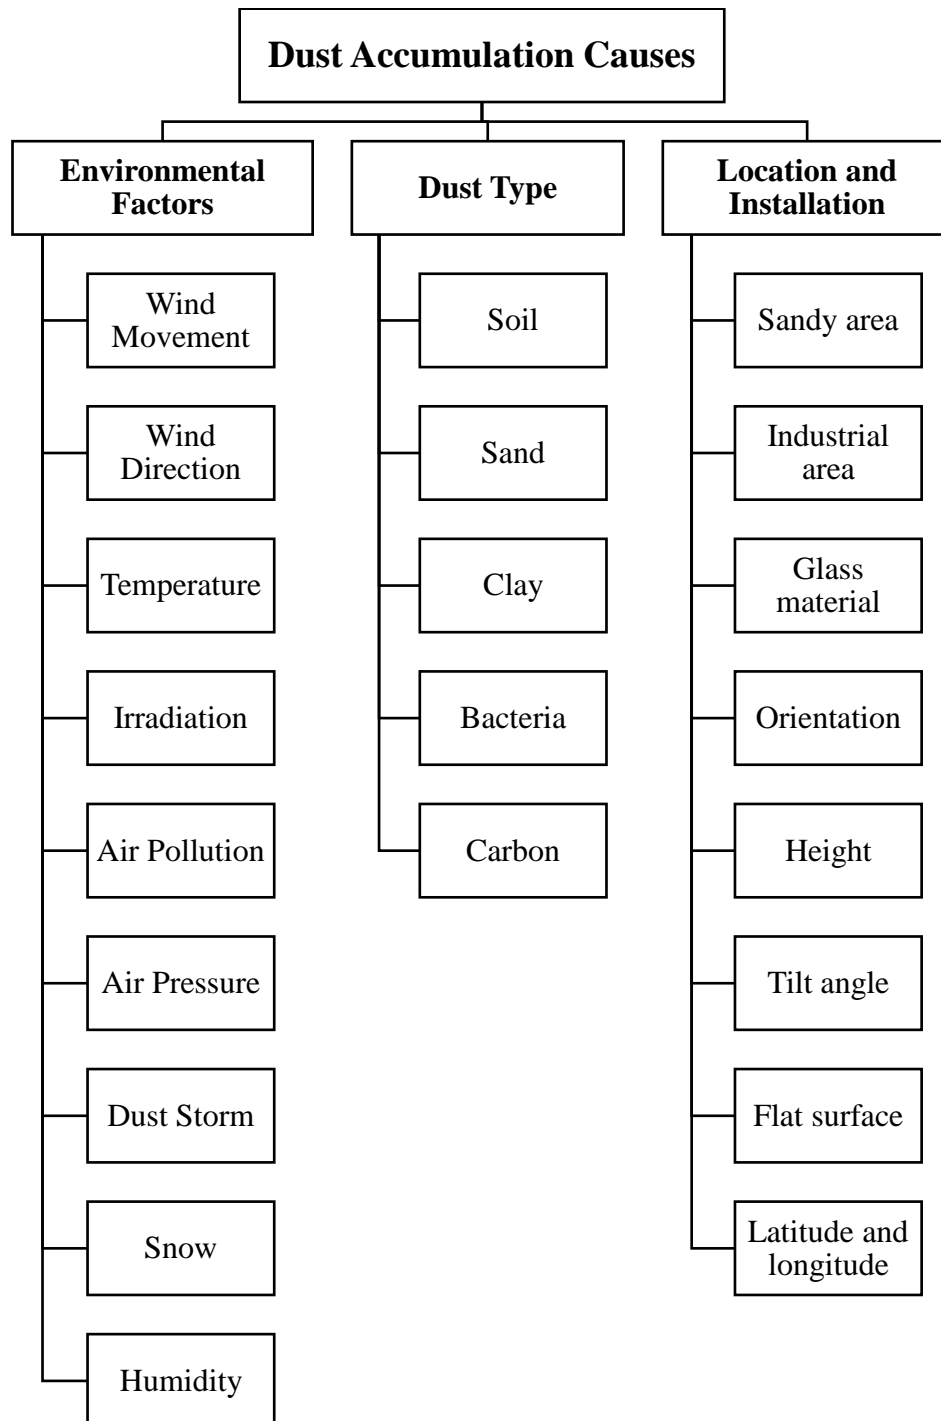 Dust Accumulation Causes
Environmental
Factors
Wind
Movement
Wind
Direction
Temperature
Irradiation
Air Pollution
Air Pressure
Dust Storm
Snow
Humidity
Dust Type
Soil
Sand
Clay
Bacteria
Carbon
Location and
Installation
Sandy area
Industrial
area
Glass
material
Orientation
Height
Tilt angle
Flat surface
Latitude and
longitude